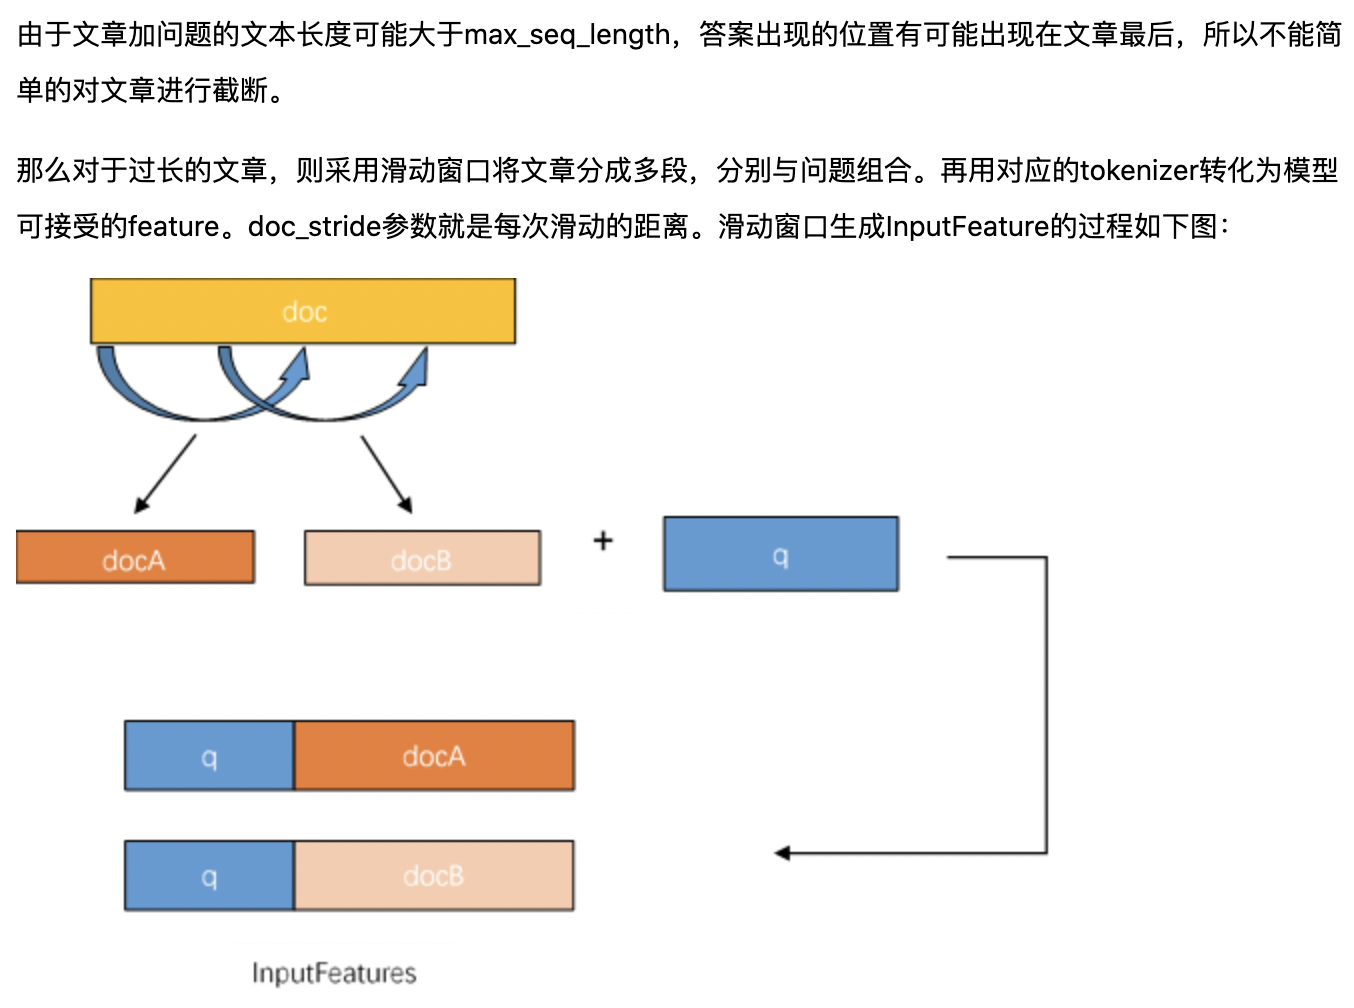 由于文章加问题的文本长度可能大于max_seq_length，答案出现的位置有可能出现在文章最后，所以不能简
单的对文章进行截断。
那么对于过长的文章，则采用滑动窗口将文章分成多段，分别与问题组合。再用对应的tokenizer转化为模型
可接受的feature。doc_stride参数就是每次滑动的距离。滑动窗口生成InputFeature的过程如下图：
doc
docA
docB
+
q
q
docA
q
docB
InputFeatures